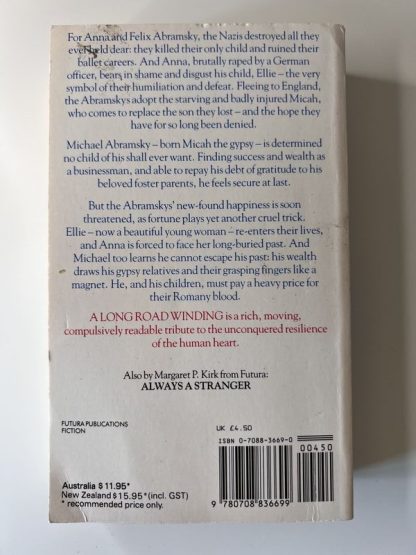 For Anna and Felix Abramsky, the Nazis destroyed all they
ever held dear: they killed their only child and ruined their
ballet careers. And Anna, brutally raped by a German
officer, bears in shame and disgust his child, Ellie – the very
symbol of their humiliation and defeat. Fleeing to England,
the Abramskys adopt the starving and badly injured Micah,
who comes to replace the son they lost – and the hope they
have for so long been denied.
Michael Abramsky – born Micah the gypsy – is determined
no child of his shall ever want. Finding success and wealth as
a businessman, and able to repay his debt of gratitude to his
beloved foster parents, he feels secure at last.
But the Abramskys' new-found happiness is soon
threatened, as fortune plays yet another cruel trick.
Ellie – now a beautiful young woman – re-enters their lives,
and Anna is forced to face her long-buried past. And
Michael too learns he cannot escape his past: his wealth
draws his gypsy relatives and their grasping fingers like a
magnet. He, and his children, must pay a heavy price for
their Romany blood.
A LONG ROAD WINDING is a rich, moving,
compulsively readable tribute to the unconquered resilience
of the human heart.
Also by Margaret P. Kirk from Futura:
ALWAYS A STRANGER
FUTURA PUBLICATIONS
FICTION
UK £4.50
ISBN 0-7088-3669-0
00450
Australia $11.95*
New Zealand $15.95*(incl. GST)
* recommended price only.
9 780708 836699